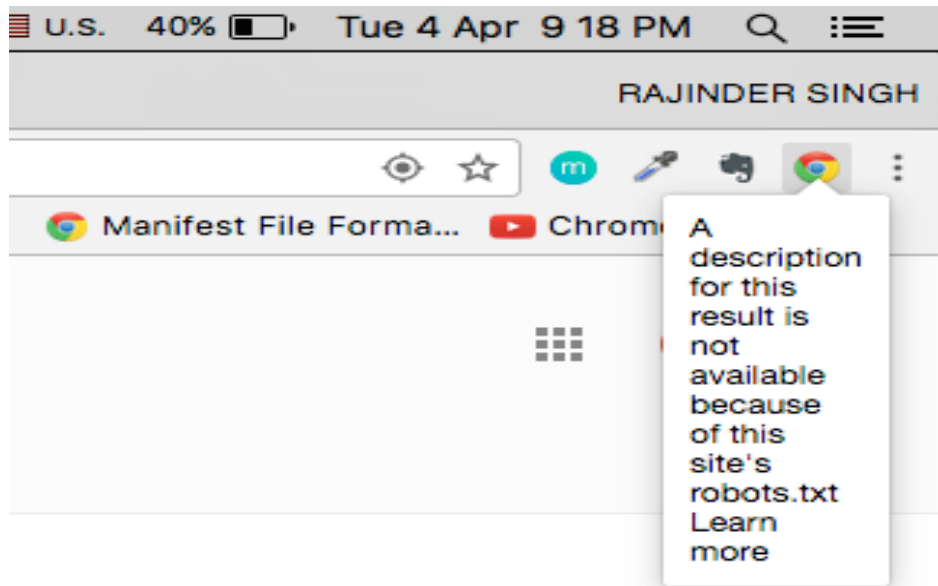 U.S. 40% Tue 4 Apr 9 18 PM
RAJINDER SINGH
m
Manifest File Forma... Chrom
A
description
for this
result is
not
available
because
of this
site's
robots.txt
Learn
more